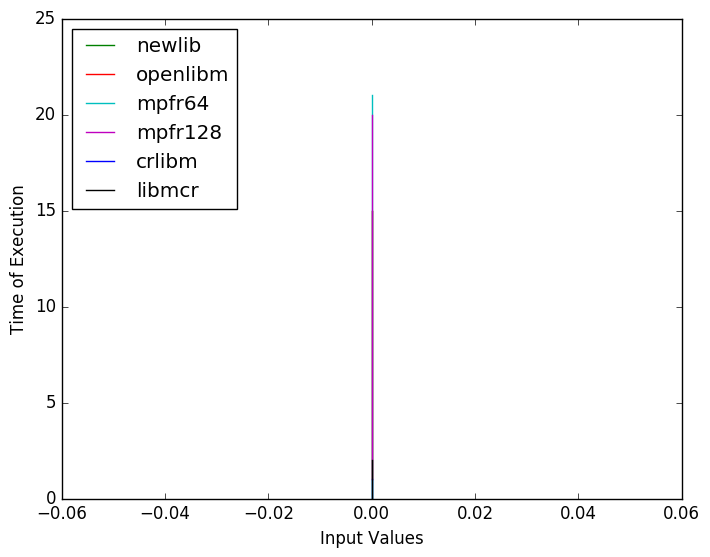 25
20
15
10
5
0
Time of Execution
newlib
openlibm
mpfr64
mpfr128
crlibm
libmcr
−0.06 −0.04 −0.02 0.00 0.02 0.04 0.06
Input Values